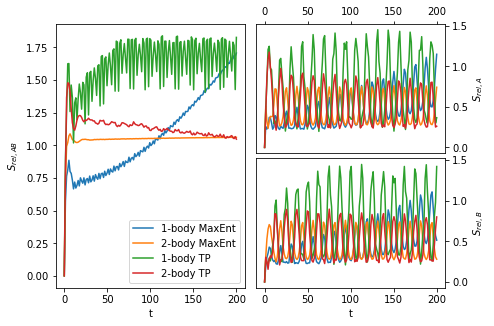 0 50 100 150 200
1.75
1.50
1.25
1.00
0.75
0.50
0.25
0.00
S_{rel,AB}
1-body MaxEnt
2-body MaxEnt
1-body TP
2-body TP
0 50 100 150 200
t
1.5
1.0
0.5
0.0
S_{rel,A}
1.5
1.0
0.5
0.0
S_{rel,B}
0 50 100 150 200
t